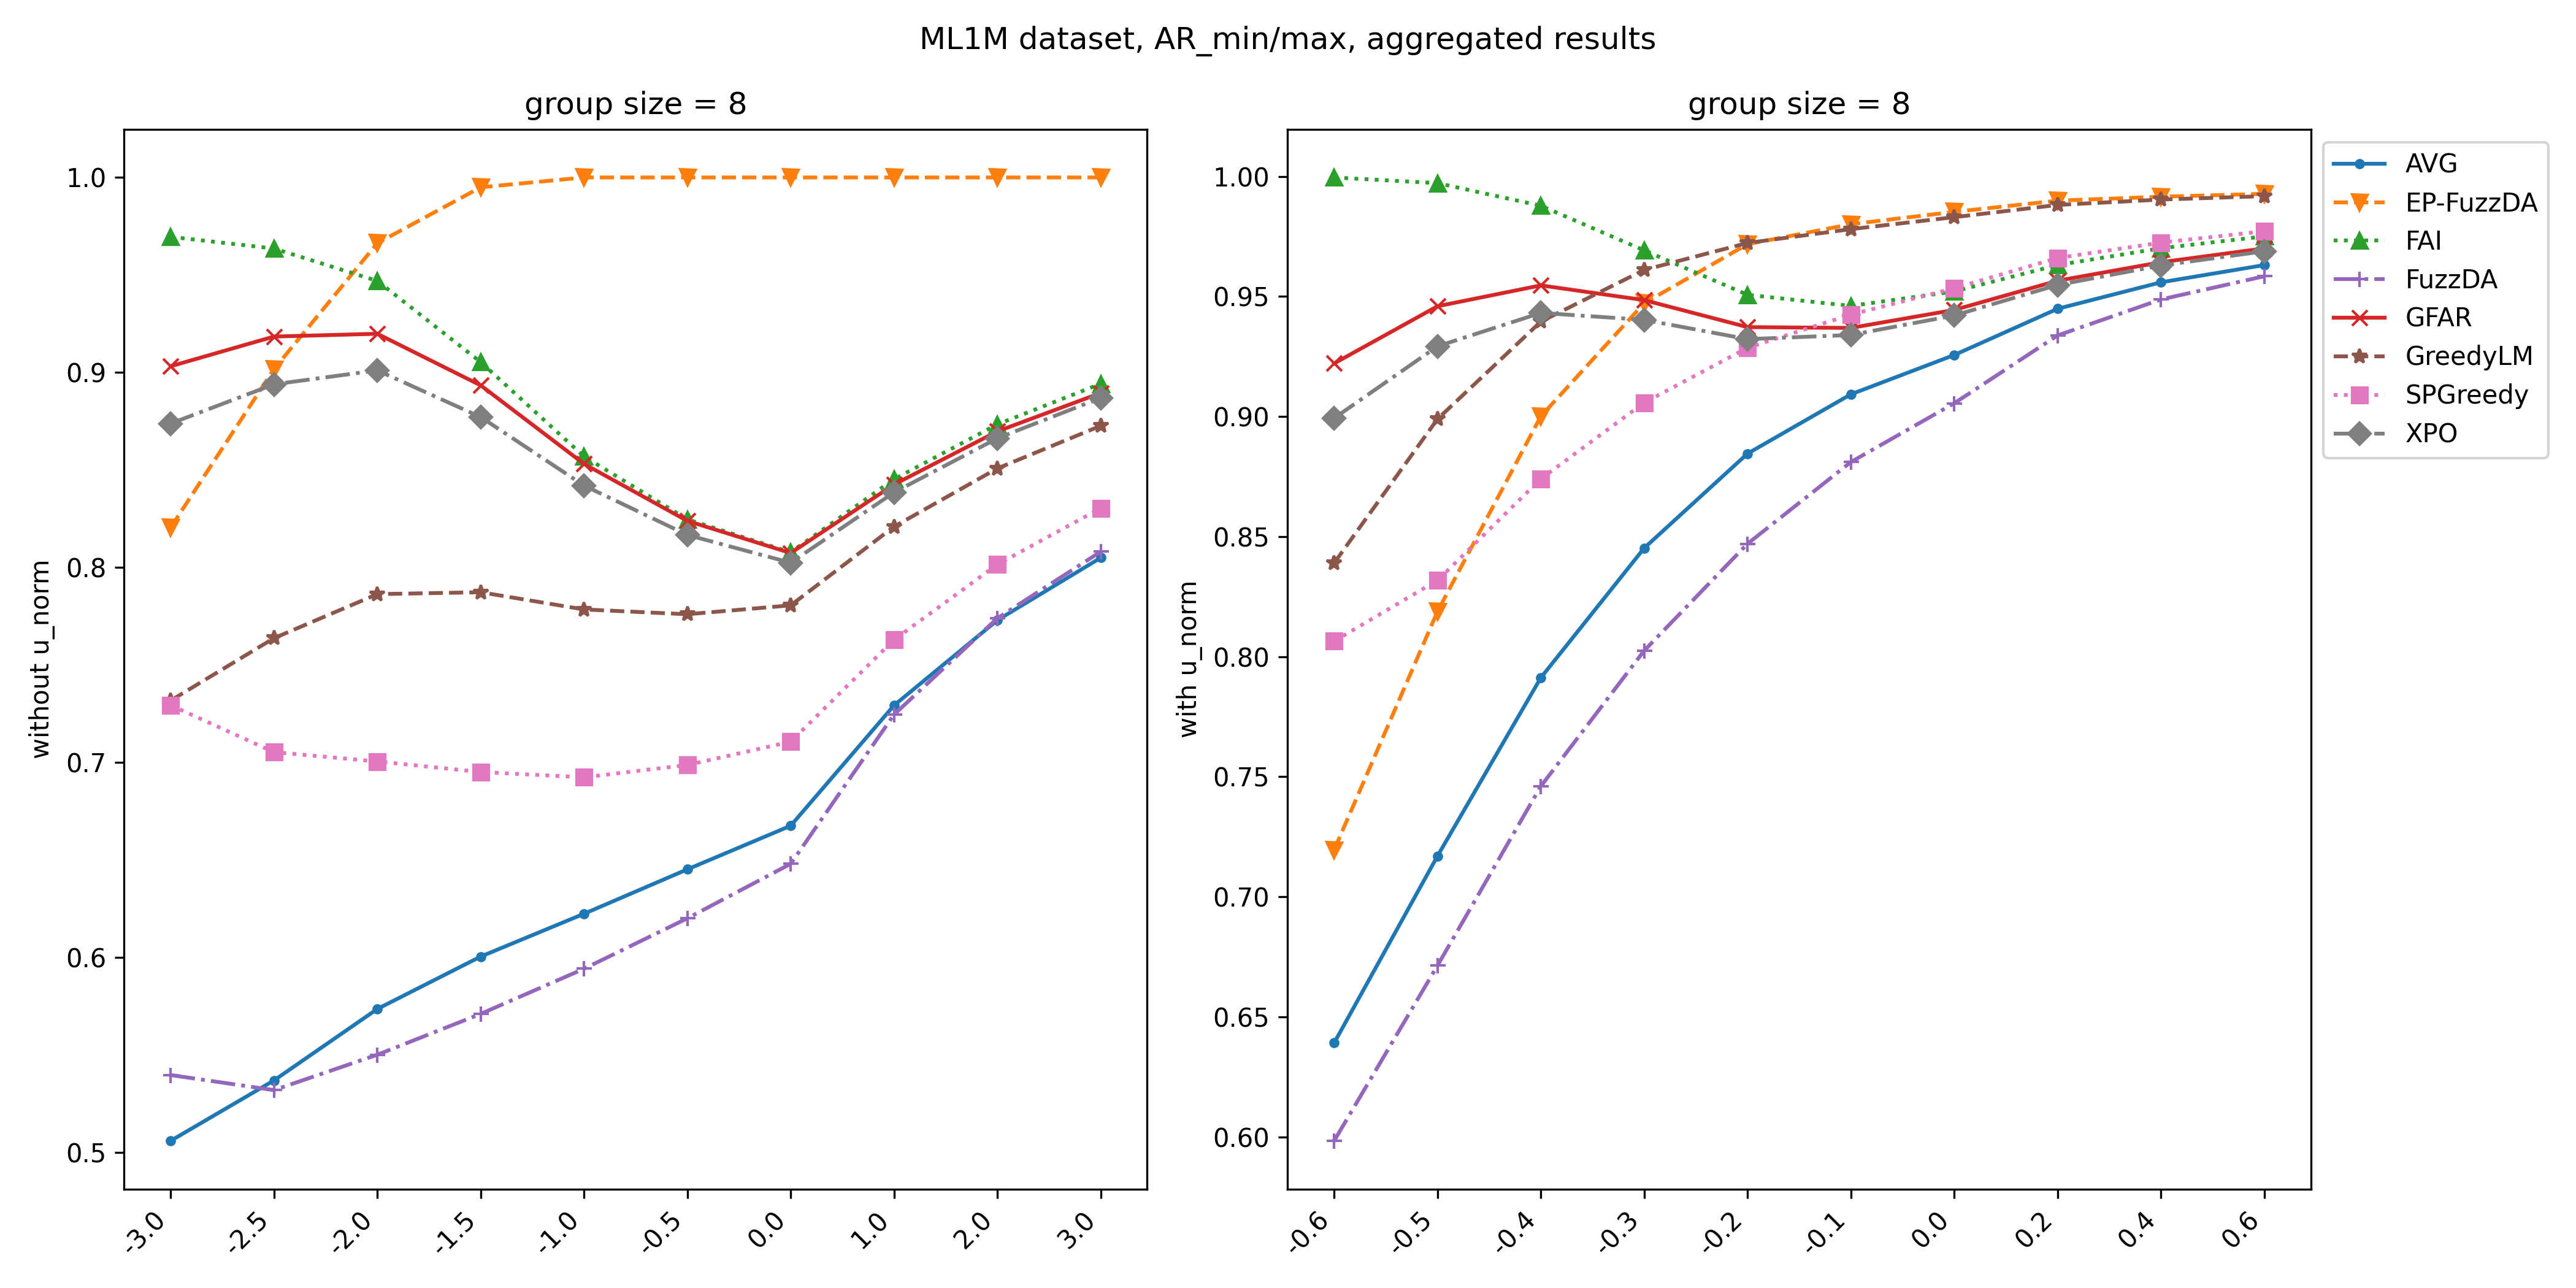 ML1M dataset, AR_min/max, aggregated results
group size = 8
without u_norm
1.0
0.9
0.8
0.7
0.6
0.5
-3.0
-2.5
-2.0
-1.5
-1.0
-0.5
0.0
1.0
2.0
3.0
group size = 8
with u_norm
1.00
0.95
0.90
0.85
0.80
0.75
0.70
0.65
0.60
-0.6
-0.5
-0.4
-0.3
-0.2
-0.1
0.0
0.2
0.4
0.6
AVG
EP-FuzzDA
FAI
FuzzDA
GFAR
GreedyLM
SPGreedy
XPO